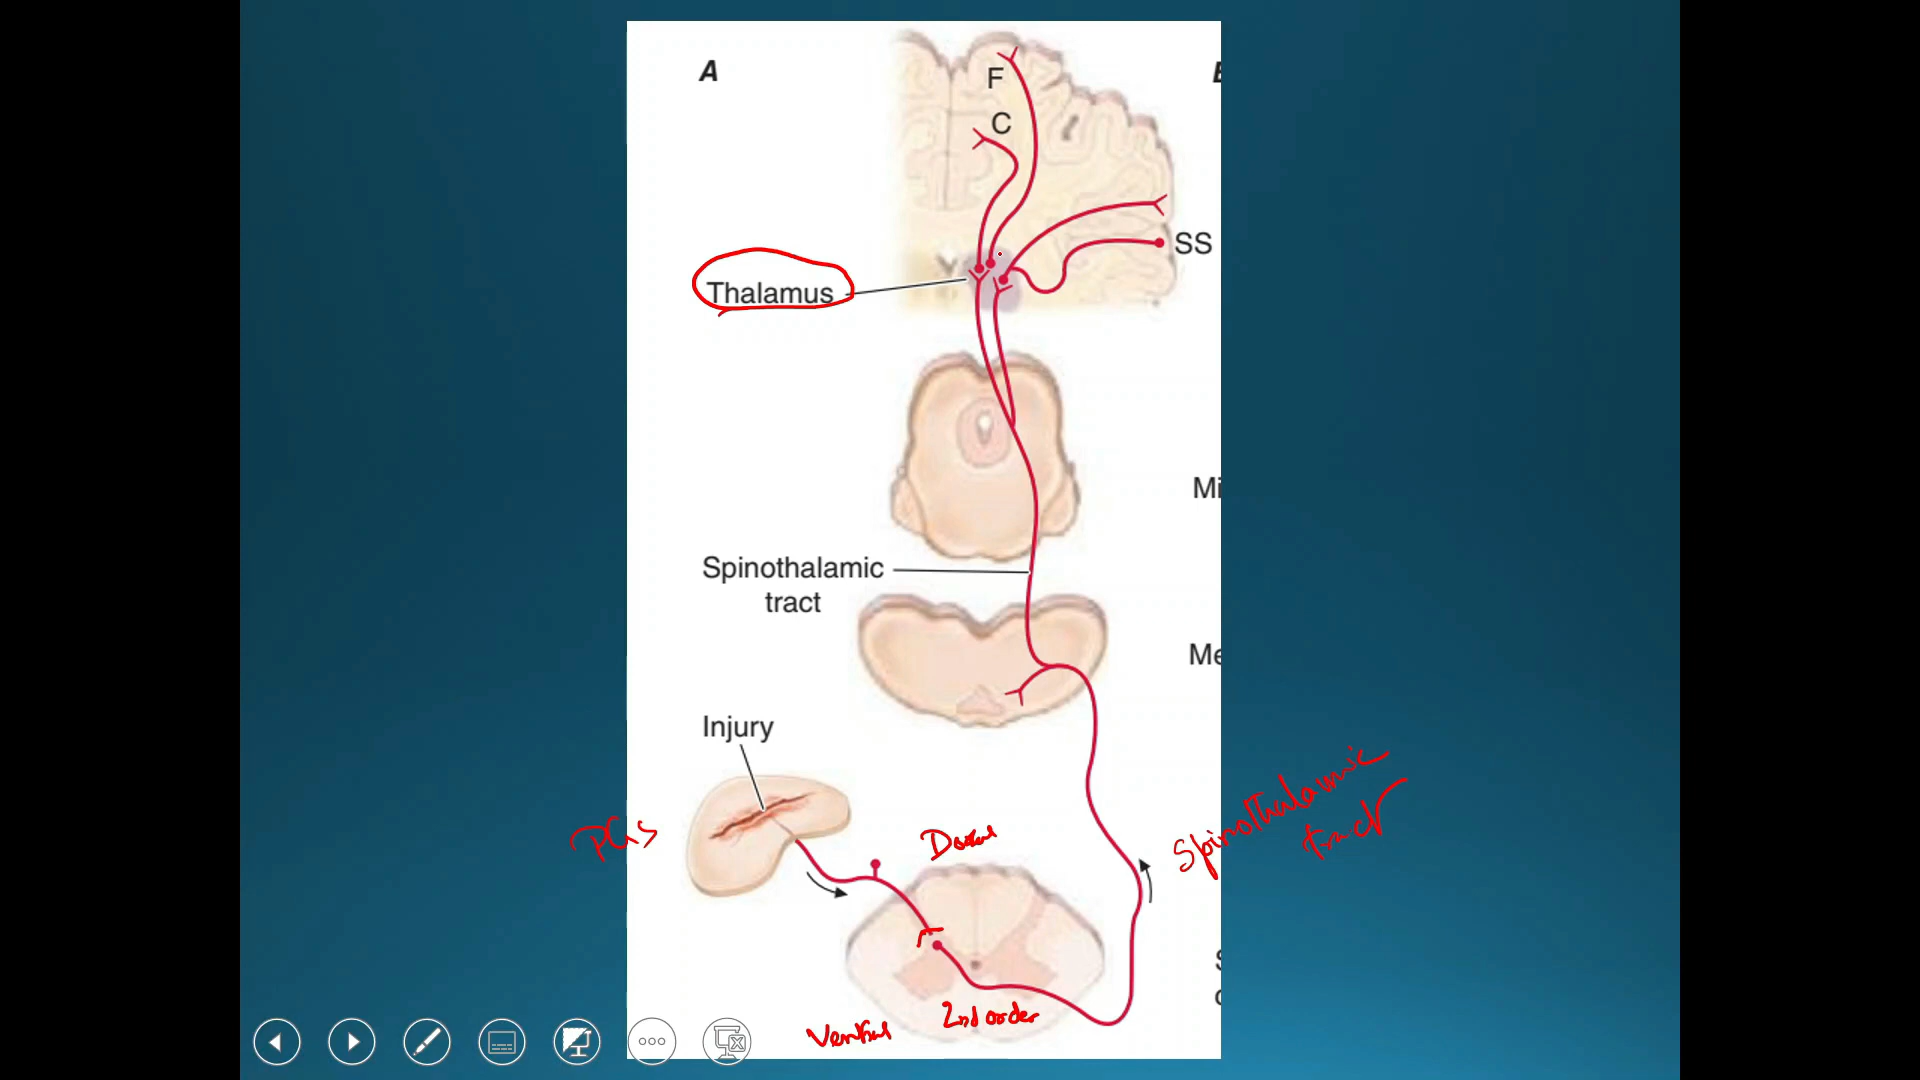 A
F
C
SS
Thalamus
Mi
Spinothalamic
tract
Me
Injury
Spinothalamic
tract
PGs
Dorsal
2nd order
Ventral